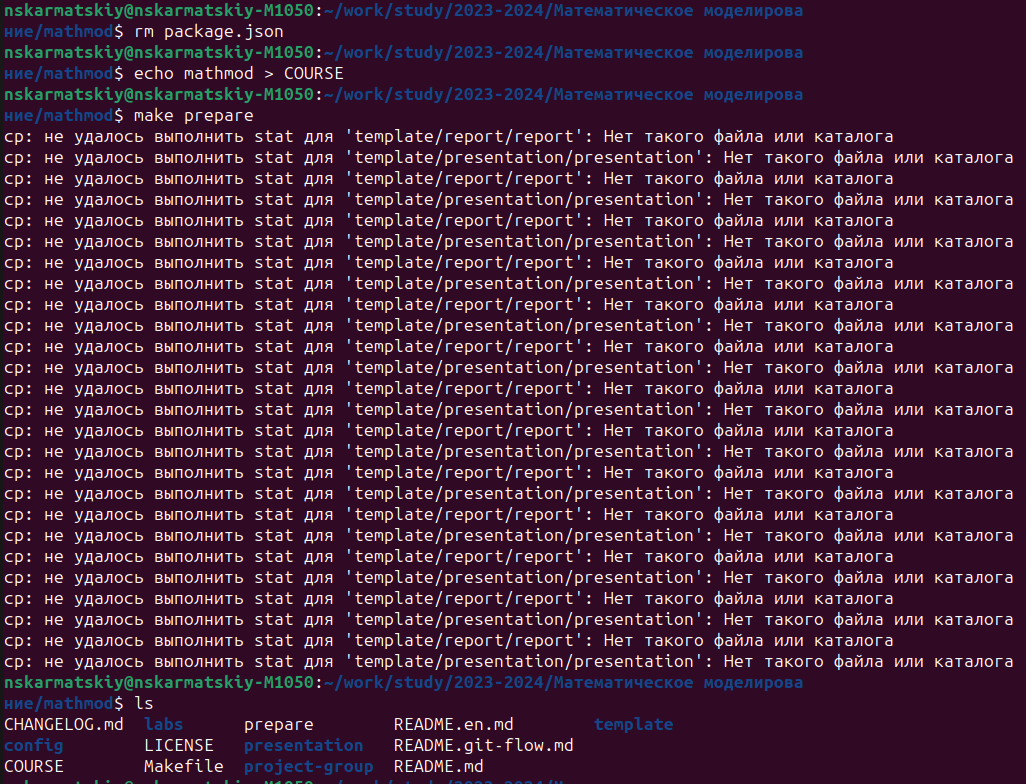 nskarmatskiy@nskarmatskiy-M1050:~/work/study/2023-2024/Математическое моделирова
ние/mathmod$ rm package.json
nskarmatskiy@nskarmatskiy-M1050:~/work/study/2023-2024/Математическое моделирова
ние/mathmod$ echo mathmod > COURSE
nskarmatskiy@nskarmatskiy-M1050:~/work/study/2023-2024/Математическое моделирова
ние/mathmod$ make prepare
cp: не удалось выполнить stat для 'template/report/report': Нет такого файла или каталога
cp: не удалось выполнить stat для 'template/presentation/presentation': Нет такого файла или каталога
cp: не удалось выполнить stat для 'template/report/report': Нет такого файла или каталога
cp: не удалось выполнить stat для 'template/presentation/presentation': Нет такого файла или каталога
cp: не удалось выполнить stat для 'template/report/report': Нет такого файла или каталога
cp: не удалось выполнить stat для 'template/presentation/presentation': Нет такого файла или каталога
cp: не удалось выполнить stat для 'template/report/report': Нет такого файла или каталога
cp: не удалось выполнить stat для 'template/presentation/presentation': Нет такого файла или каталога
cp: не удалось выполнить stat для 'template/report/report': Нет такого файла или каталога
cp: не удалось выполнить stat для 'template/presentation/presentation': Нет такого файла или каталога
cp: не удалось выполнить stat для 'template/report/report': Нет такого файла или каталога
cp: не удалось выполнить stat для 'template/presentation/presentation': Нет такого файла или каталога
cp: не удалось выполнить stat для 'template/report/report': Нет такого файла или каталога
cp: не удалось выполнить stat для 'template/presentation/presentation': Нет такого файла или каталога
cp: не удалось выполнить stat для 'template/report/report': Нет такого файла или каталога
cp: не удалось выполнить stat для 'template/presentation/presentation': Нет такого файла или каталога
cp: не удалось выполнить stat для 'template/report/report': Нет такого файла или каталога
cp: не удалось выполнить stat для 'template/presentation/presentation': Нет такого файла или каталога
cp: не удалось выполнить stat для 'template/report/report': Нет такого файла или каталога
cp: не удалось выполнить stat для 'template/presentation/presentation': Нет такого файла или каталога
cp: не удалось выполнить stat для 'template/report/report': Нет такого файла или каталога
cp: не удалось выполнить stat для 'template/presentation/presentation': Нет такого файла или каталога
cp: не удалось выполнить stat для 'template/report/report': Нет такого файла или каталога
cp: не удалось выполнить stat для 'template/presentation/presentation': Нет такого файла или каталога
cp: не удалось выполнить stat для 'template/report/report': Нет такого файла или каталога
cp: не удалось выполнить stat для 'template/presentation/presentation': Нет такого файла или каталога
nskarmatskiy@nskarmatskiy-M1050:~/work/study/2023-2024/Математическое моделирова
ние/mathmod$ ls
CHANGELOG.md labs prepare README.en.md template
config LICENSE presentation README.git-flow.md
COURSE Makefile project-group README.md